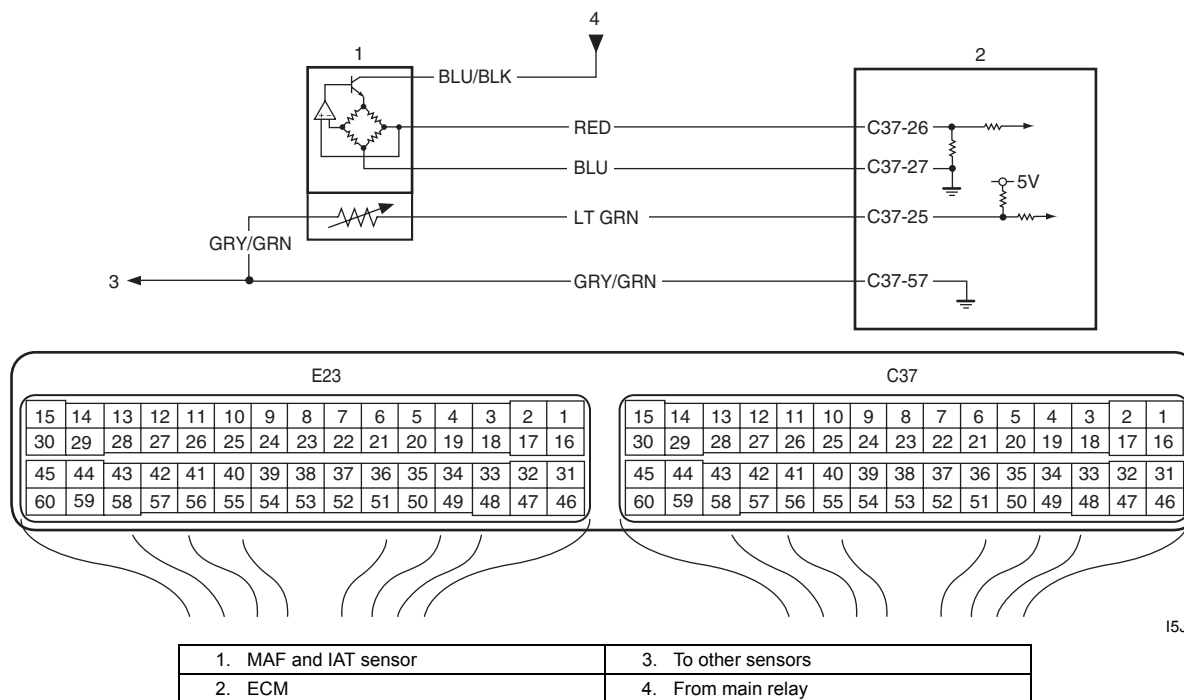 4
1
2
BLU/BLK
RED
C37-26
BLU
C37-27
5V
LT GRN
C37-25
GRY/GRN
3
GRY/GRN
C37-57
E23
C37
15 14 13 12 11 10 9 8 7 6 5 4 3 2 1
30 29 28 27 26 25 24 23 22 21 20 19 18 17 16
45 44 43 42 41 40 39 38 37 36 35 34 33 32 31
60 59 58 57 56 55 54 53 52 51 50 49 48 47 46
15 14 13 12 11 10 9 8 7 6 5 4 3 2 1
30 29 28 27 26 25 24 23 22 21 20 19 18 17 16
45 44 43 42 41 40 39 38 37 36 35 34 33 32 31
60 59 58 57 56 55 54 53 52 51 50 49 48 47 46
1. MAF and IAT sensor
3. To other sensors
2. ECM
4. From main relay